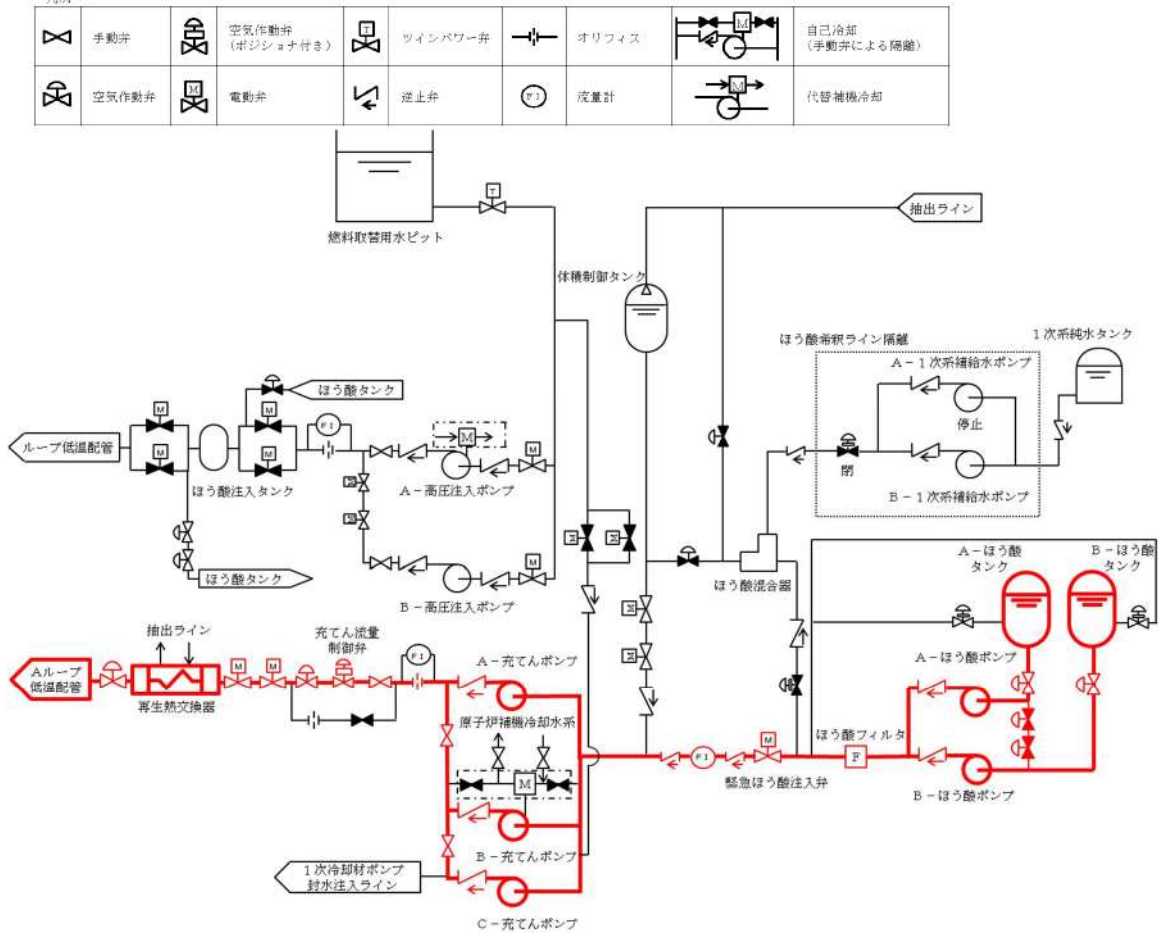 手動弁
空気作動弁
(ポジショナ付き)
T
ツインパワー弁
オリフィス
M
自己冷却
(手動弁による隔離)
空気作動弁
M
電動弁
逆止弁
FI
流量計
M
代替補機冷却
T
燃料取替用水ピット
抽出ライン
体積制御タンク
ほう酸希釈ライン隔離
1次系純水タンク
A-1次系補給水ポンプ
停止
閉
B-1次系補給水ポンプ
ほう酸タンク
M
M
FI
M
ループ低温配管
M
M
M
ほう酸注入タンク
A-高圧注入ポンプ
M
M
M
M
M
ほう酸タンク
B-高圧注入ポンプ
ほう酸混合器
A-ほう酸
タンク
B-ほう酸
タンク
M
M
抽出ライン
充てん流量
制御弁
FI
A-充てんポンプ
A-ほう酸ポンプ
Aループ
低温配管
M
M
再生熱交換器
原子炉補機冷却水系
ほう酸フィルタ
M
FI
M
F
緊急ほう酸注入弁
B-ほう酸ポンプ
B-充てんポンプ
1次冷却材ポンプ
封水注入ライン
C-充てんポンプ